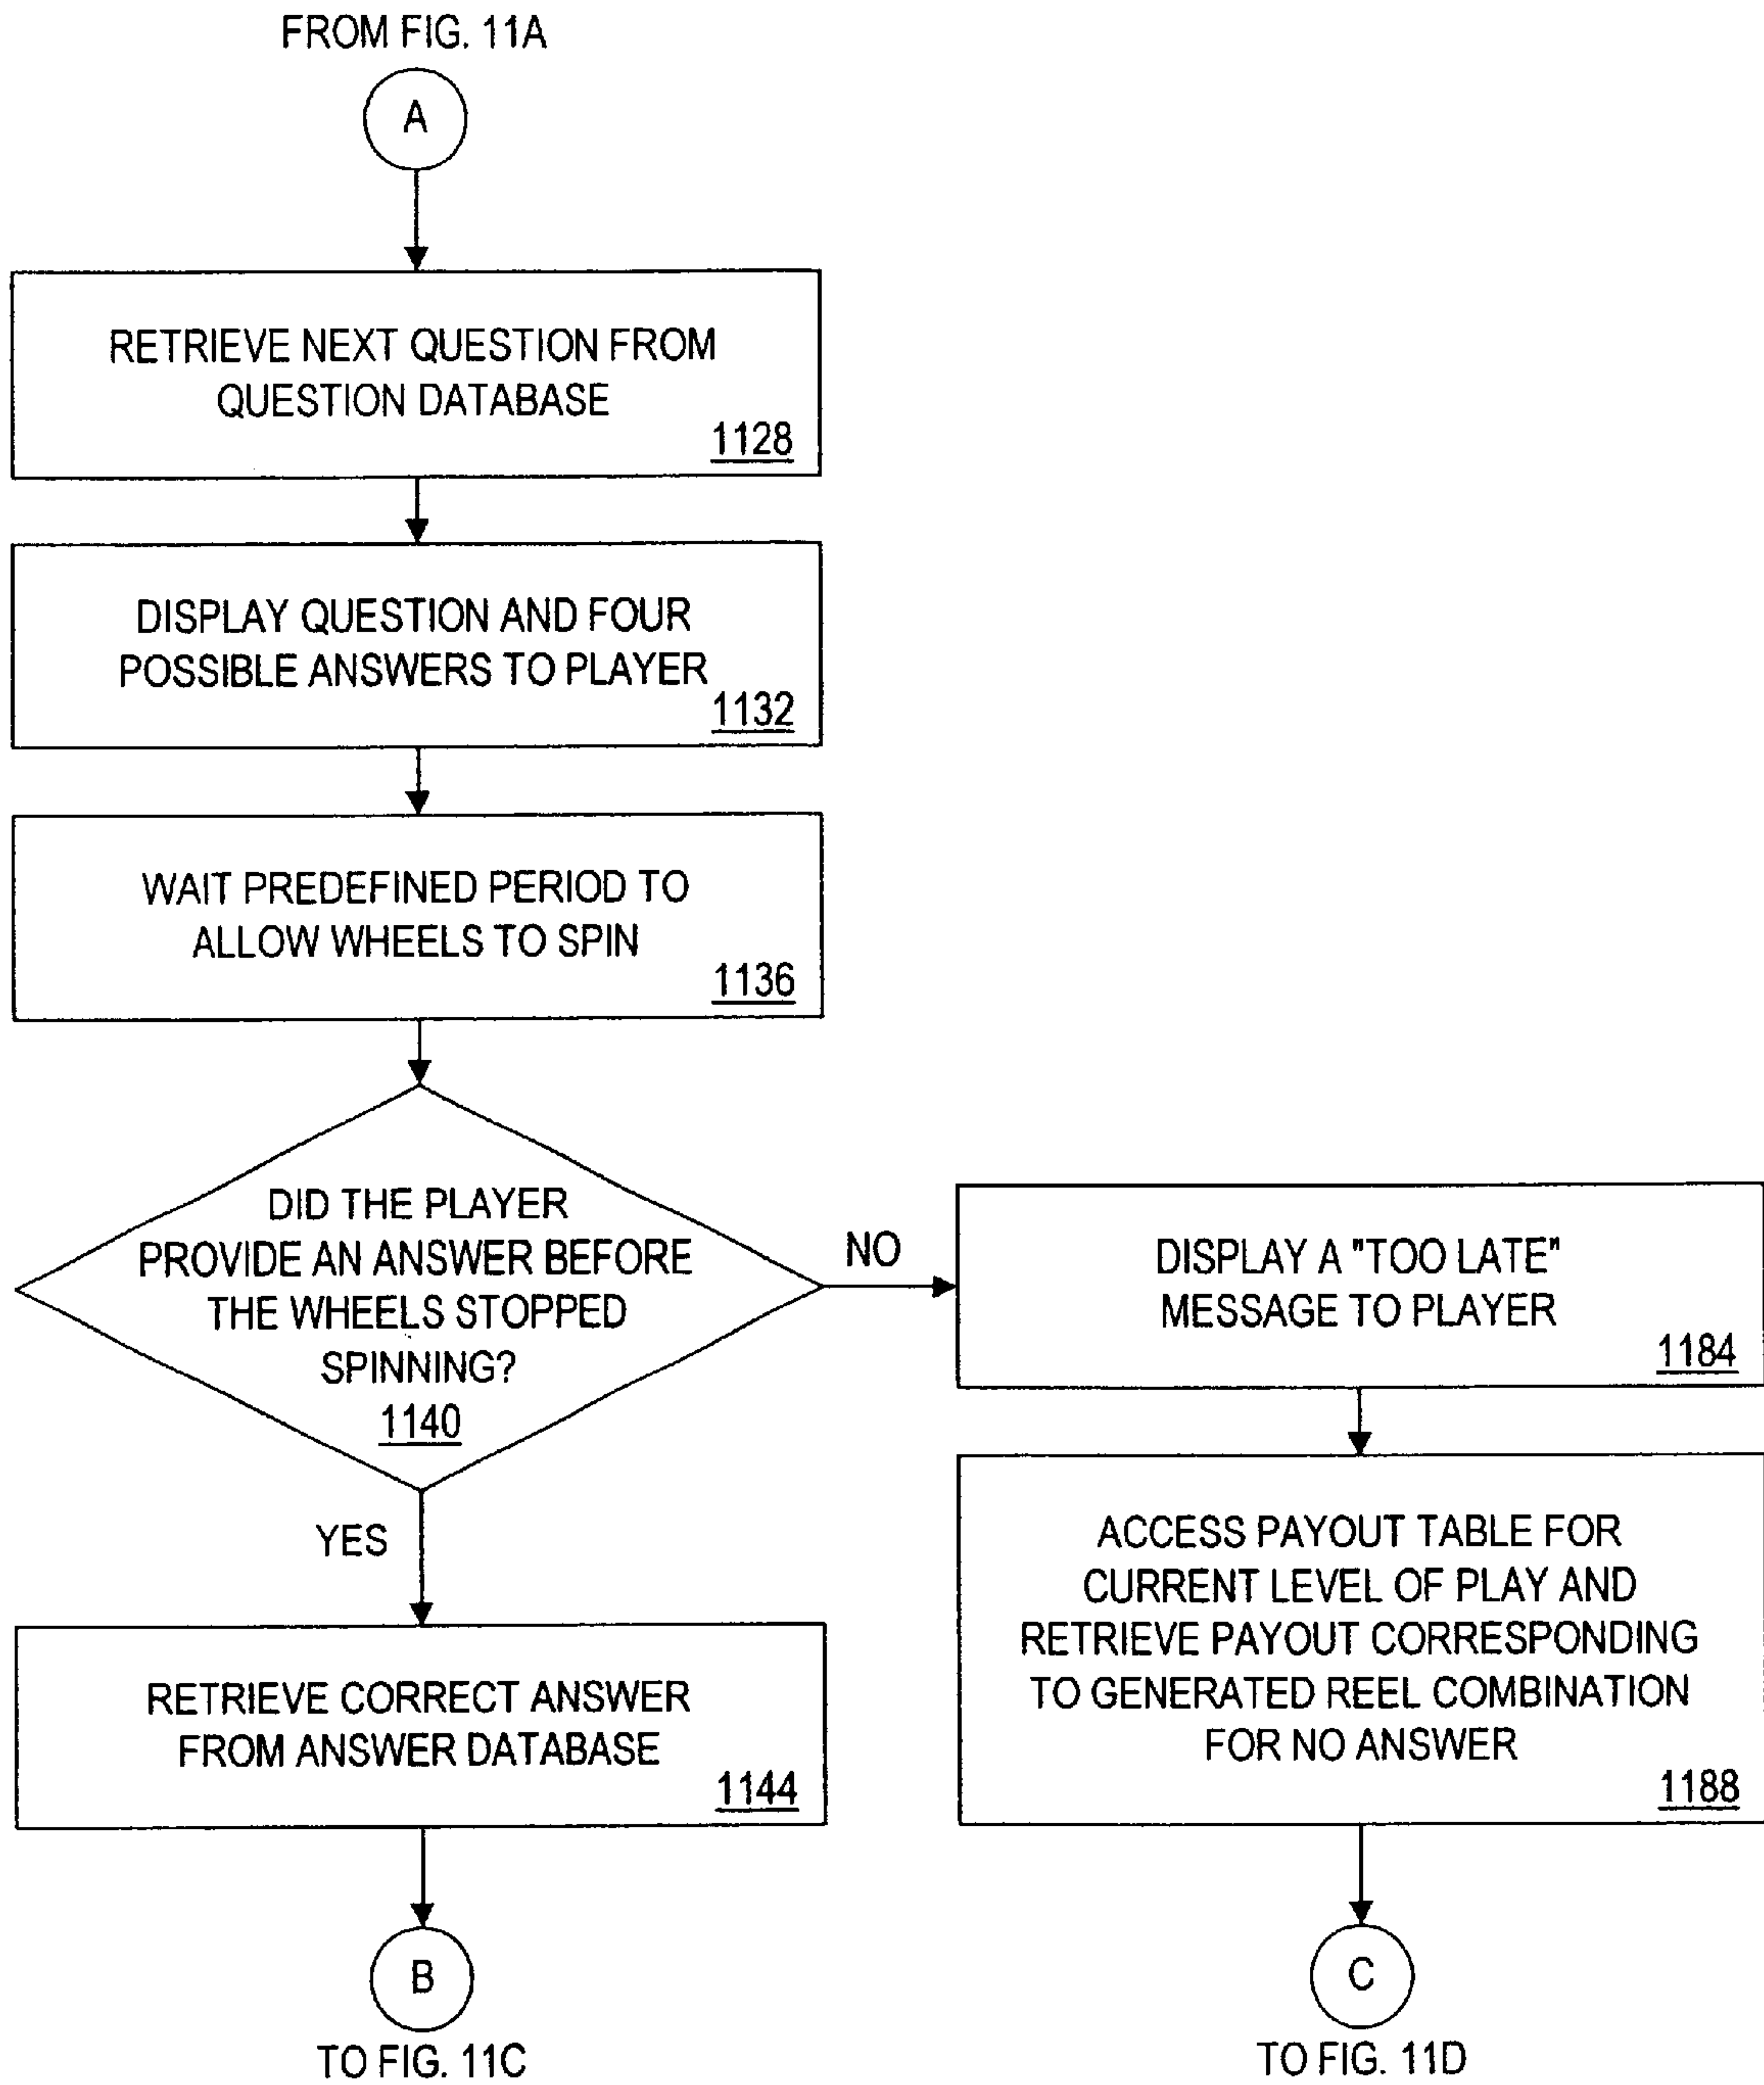 FROM FIG. 11A
A
RETRIEVE NEXT QUESTION FROM
QUESTION DATABASE
1128
DISPLAY QUESTION AND FOUR
POSSIBLE ANSWERS TO PLAYER
1132
WAIT PREDEFINED PERIOD TO
ALLOW WHEELS TO SPIN
1136
DID THE PLAYER
PROVIDE AN ANSWER BEFORE
THE WHEELS STOPPED
SPINNING?
1140
NO
DISPLAY A "TOO LATE"
MESSAGE TO PLAYER
1184
YES
ACCESS PAYOUT TABLE FOR
CURRENT LEVEL OF PLAY AND
RETRIEVE PAYOUT CORRESPONDING
TO GENERATED REEL COMBINATION
FOR NO ANSWER
1188
RETRIEVE CORRECT ANSWER
FROM ANSWER DATABASE
1144
B
TO FIG. 11C
C
TO FIG. 11D